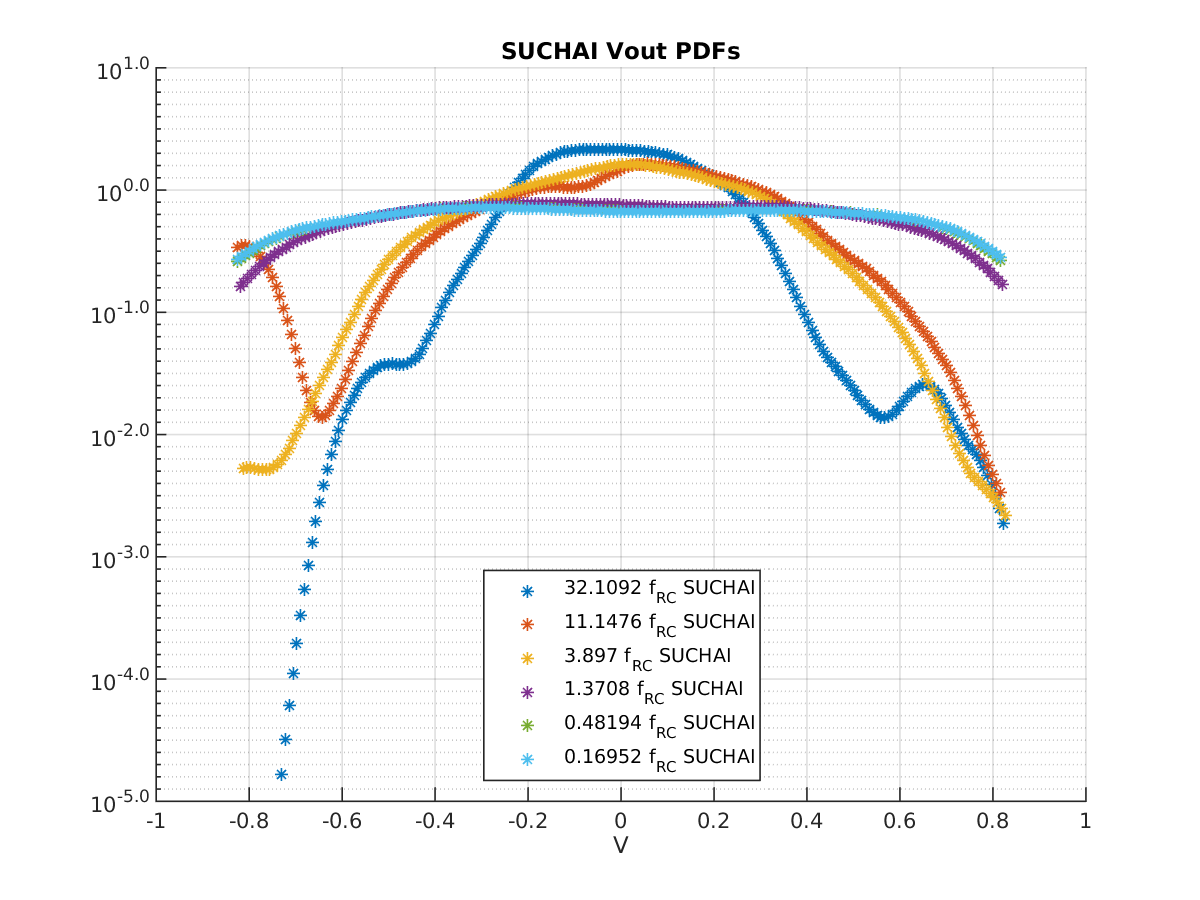 SUCHAI Vout PDFs
10^1.0
10^0.0
10^-1.0
10^-2.0
10^-3.0
10^-4.0
10^-5.0
32.1092 f_RC SUCHAI
11.1476 f_RC SUCHAI
3.897 f_RC SUCHAI
1.3708 f_RC SUCHAI
0.48194 f_RC SUCHAI
0.16952 f_RC SUCHAI
-1 -0.8 -0.6 -0.4 -0.2 0 0.2 0.4 0.6 0.8 1
V